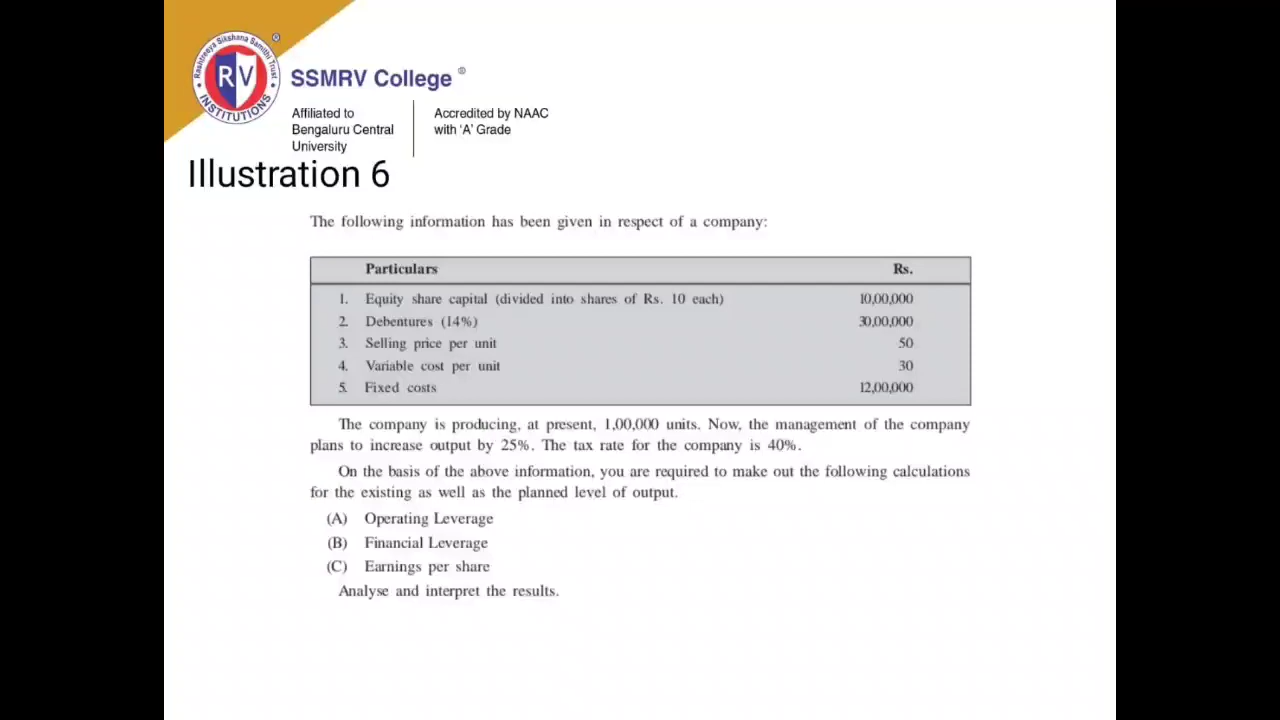 Rashtreeya Sikshana Samithi Trust
RV
INSTITUTIONS
®
SSMRV College ®
Affiliated to
Bengaluru Central
University
Accredited by NAAC
with ‘A’ Grade
Illustration 6
The following information has been given in respect of a company:
Particulars Rs.
1. Equity share capital (divided into shares of Rs. 10 each) 10,00,000
2. Debentures (14%) 30,00,000
3. Selling price per unit 50
4. Variable cost per unit 30
5. Fixed costs 12,00,000
The company is producing, at present, 1,00,000 units. Now, the management of the company
plans to increase output by 25%. The tax rate for the company is 40%.
On the basis of the above information, you are required to make out the following calculations
for the existing as well as the planned level of output.
(A) Operating Leverage
(B) Financial Leverage
(C) Earnings per share
Analyse and interpret the results.